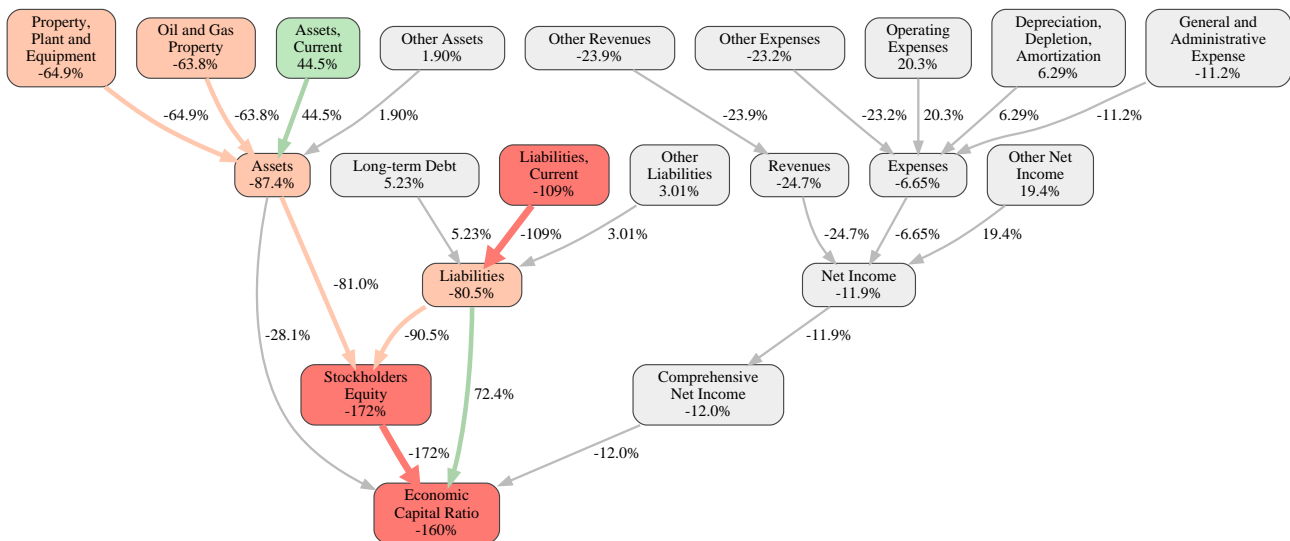 Property,
Plant and
Equipment
-64.9%
Oil and Gas
Property
-63.8%
Assets,
Current
44.5%
Other Assets
1.90%
Other Revenues
-23.9%
Other Expenses
-23.2%
Operating
Expenses
20.3%
Depreciation,
Depletion,
Amortization
6.29%
General and
Administrative
Expense
-11.2%
-64.9%
-63.8%
44.5%
1.90%
-23.9%
-23.2%
20.3%
6.29%
-11.2%
Assets
-87.4%
Long-term Debt
5.23%
Liabilities,
Current
-109%
Other
Liabilities
3.01%
Revenues
-24.7%
Expenses
-6.65%
Other Net
Income
19.4%
5.23%
-109%
3.01%
-24.7%
-6.65%
19.4%
-81.0%
Liabilities
-80.5%
Net Income
-11.9%
-28.1%
-90.5%
-11.9%
Stockholders
Equity
-172%
72.4%
Comprehensive
Net Income
-12.0%
-172%
-12.0%
Economic
Capital Ratio
-160%